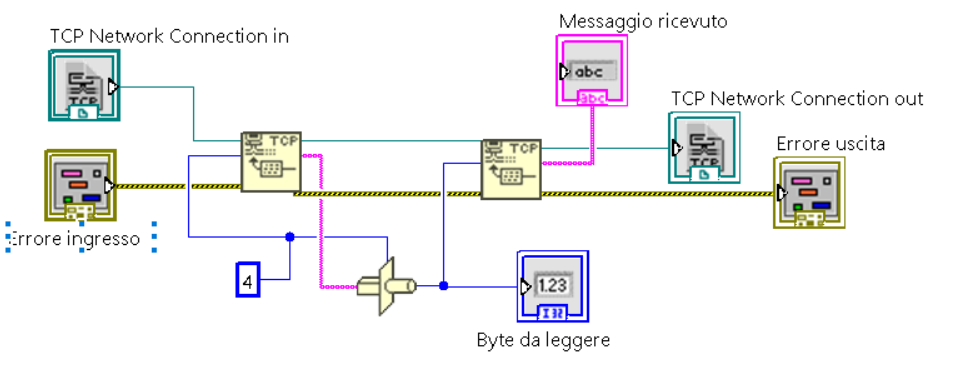 Messaggio ricevuto
TCP Network Connection in
abc
abc
TCP
TCP Network Connection out
TCP
TCP
TCP
Errore uscita
Errore ingresso
4
1.23
I32
Byte da leggere